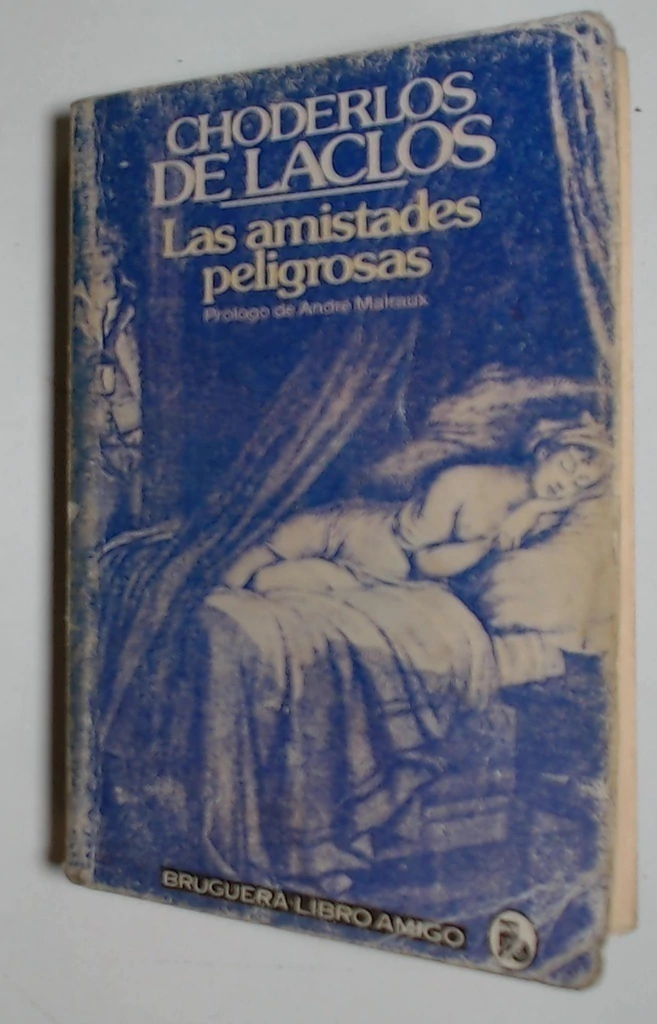 CHODERLOS
DE LACLOS
Las amistades
peligrosas
Prólogo de André Malraux
BRUGUERA LIBRO AMIGO